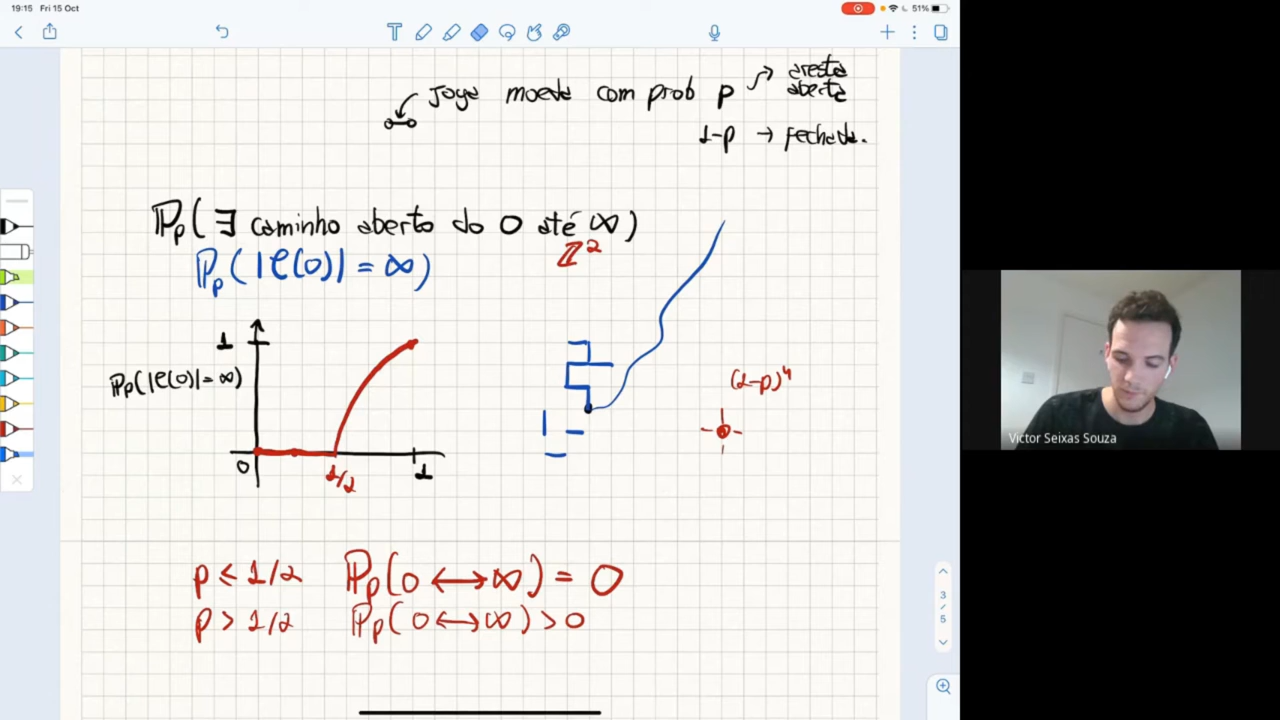 19:15 Fri 15 Oct
51%
joga moeda com prob p → aresta aberta
1-p → fechada.
ℙp(∃ caminho aberto do 0 até ∞)
ℤ²
ℙp(|C(0)| = ∞)
1
ℙp(|C(0)| = ∞)
(1-p)⁴
0
1/2
1
p ≤ 1/2 ℙp(0 ⟷ ∞) = 0
p > 1/2 ℙp(0 ⟷ ∞) > 0
3
/
5
Victor Seixas Souza